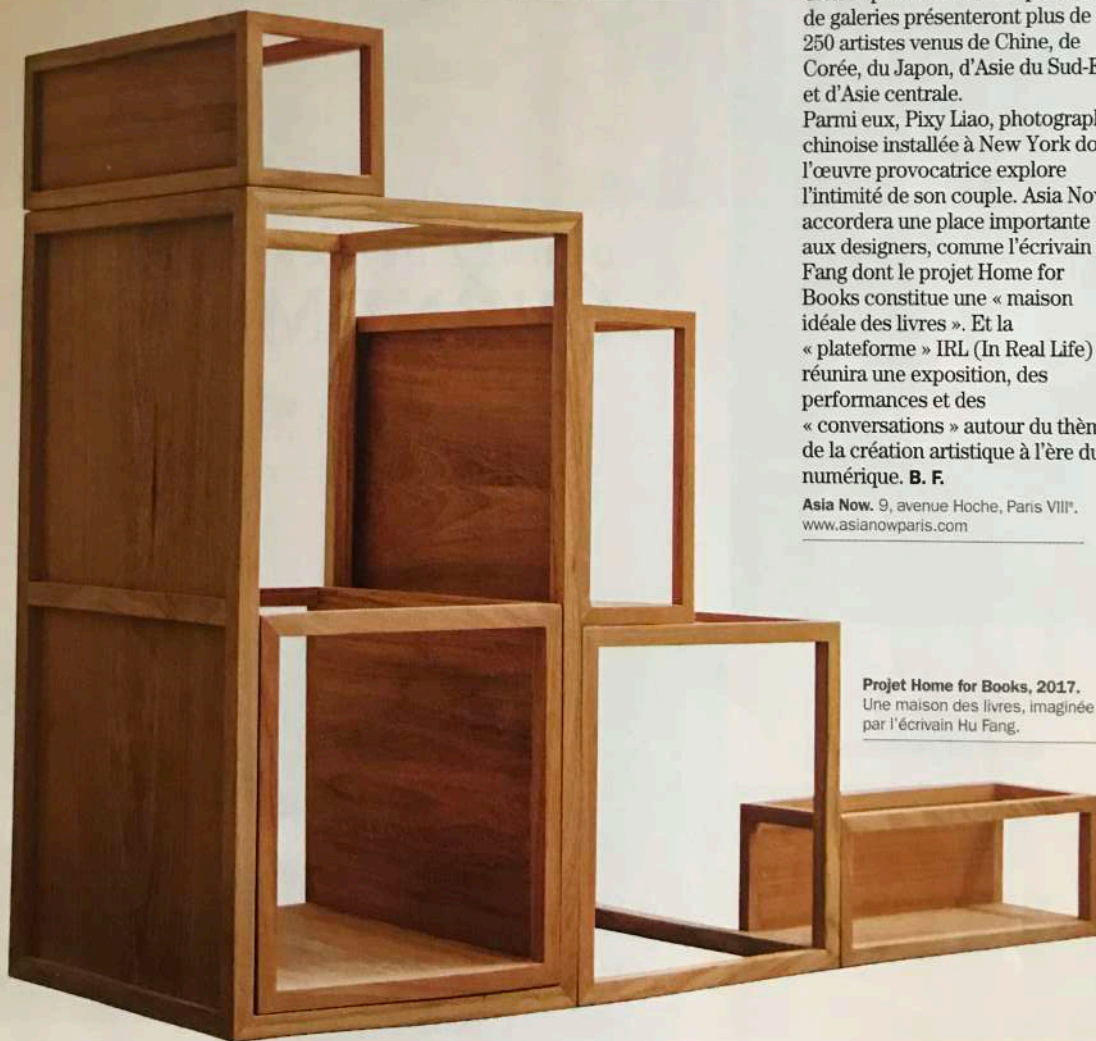 de galeries présenteront plus de
250 artistes venus de Chine, de
Corée, du Japon, d'Asie du Sud-E
et d'Asie centrale.
Parmi eux, Pixy Liao, photograph
chinoise installée à New York do
l'œuvre provocatrice explore
l'intimité de son couple. Asia Nov
accordera une place importante
aux designers, comme l'écrivain
Fang dont le projet Home for
Books constitue une « maison
idéale des livres ». Et la
« plateforme » IRL (In Real Life)
réunira une exposition, des
performances et des
« conversations » autour du thèm
de la création artistique à l'ère du
numérique. B. F.
Asia Now. 9, avenue Hoche, Paris VIIIe.
www.asianowparis.com
Projet Home for Books, 2017.
Une maison des livres, imaginée
par l'écrivain Hu Fang.